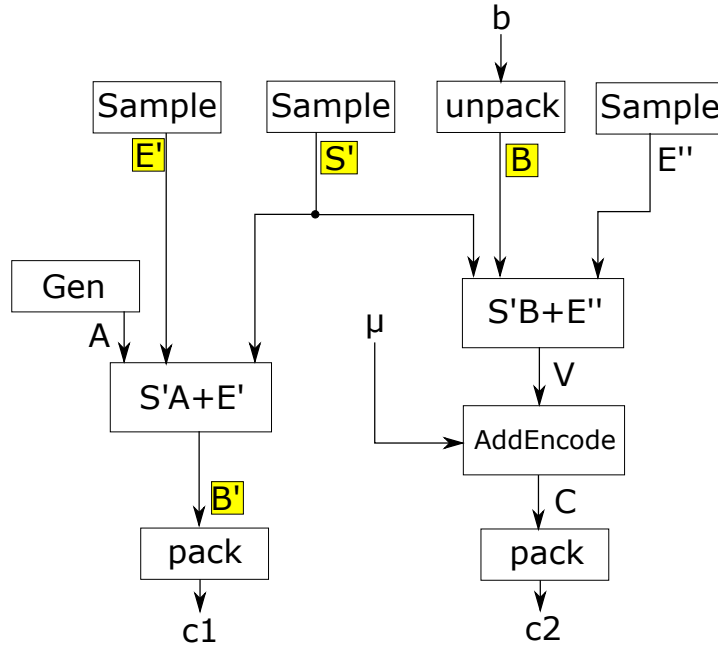 b
Sample
Sample
unpack
Sample
E'
S'
B
E''
Gen
A
S'B+E''
μ
S'A+E'
V
AddEncode
B'
C
pack
pack
c1
c2